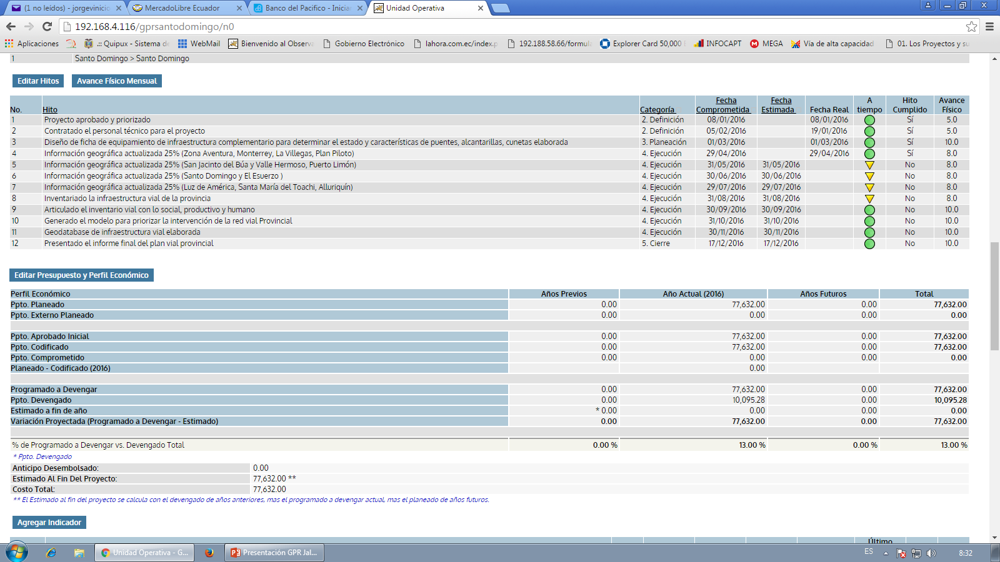 (1 no leídos) - jorgevinicio
MercadoLibre Ecuador
Banco del Pacifico - Inicia
Unidad Operativa
192.168.4.116/gprsantodomingo/n0
Aplicaciones
.:: Quipux - Sistema de
WebMail
Bienvenido al Observa
Gobierno Electrónico
lahora.com.ec/index.p
192.188.58.66/formula
Explorer Card 50,000
INFOCAPT
MEGA
Vía de alta capacidad
01. Los Proyectos y su
1 Santo Domingo > Santo Domingo
Editar Hitos Avance Físico Mensual
No. Hito Categoría Fecha Comprometida Fecha Estimada Fecha Real A tiempo Hito Cumplido Avance Físico
1 Proyecto aprobado y priorizado 2. Definición 08/01/2016 08/01/2016 Sí 5.0
2 Contratado el personal técnico para el proyecto 2. Definición 05/02/2016 19/01/2016 Sí 5.0
3 Diseño de ficha de equipamiento de infraestructura complementario para determinar el estado y características de puentes, alcantarillas, cunetas elaborada 3. Planeación 01/03/2016 01/03/2016 Sí 10.0
4 Información geográfica actualizada 25% (Zona Aventura, Monterrey, La Villegas, Plan Piloto) 4. Ejecución 29/04/2016 29/04/2016 Sí 8.0
5 Información geográfica actualizada 25% (San Jacinto del Búa y Valle Hermoso, Puerto Limón) 4. Ejecución 31/05/2016 31/05/2016 No 8.0
6 Información geográfica actualizada 25% (Santo Domingo y El Esuerzo ) 4. Ejecución 30/06/2016 30/06/2016 No 8.0
7 Información geográfica actualizada 25% (Luz de América, Santa María del Toachi, Alluriquín) 4. Ejecución 29/07/2016 29/07/2016 No 8.0
8 Inventariado la infraestructura vial de la provincia 4. Ejecución 31/08/2016 31/08/2016 No 8.0
9 Articulado el inventario vial con lo social, productivo y humano 4. Ejecución 30/09/2016 30/09/2016 No 10.0
10 Generado el modelo para priorizar la intervención de la red vial Provincial 4. Ejecución 31/10/2016 31/10/2016 No 10.0
11 Geodatabase de infraestructura vial elaborada 4. Ejecución 30/11/2016 30/11/2016 No 10.0
12 Presentado el informe final del plan vial provincial 5. Cierre 17/12/2016 17/12/2016 No 10.0
Editar Presupuesto y Perfil Económico
Perfil Económico Años Previos Año Actual (2016) Años Futuros Total
Ppto. Planeado 0.00 77,632.00 0.00 77,632.00
Ppto. Externo Planeado 0.00 0.00 0.00 0.00
Ppto. Aprobado Inicial 0.00 77,632.00 0.00 77,632.00
Ppto. Codificado 0.00 77,632.00 0.00 77,632.00
Ppto. Comprometido 0.00 0.00 0.00 0.00
Planeado - Codificado (2016) 0.00
Programado a Devengar 0.00 77,632.00 0.00 77,632.00
Ppto. Devengado 0.00 10,095.28 0.00 10,095.28
Estimado a fin de año * 0.00 0.00 0.00 0.00
Variación Proyectada (Programado a Devengar - Estimado) 0.00 77,632.00 0.00 77,632.00
% de Programado a Devengar vs. Devengado Total 0.00 % 13.00 % 0.00 % 13.00 %
* Ppto. Devengado
Anticipo Desembolsado: 0.00
Estimado Al Fin Del Proyecto: 77,632.00 **
Costo Total: 77,632.00
** El Estimado al fin del proyecto se calcula con el devengado de años anteriores, mas el programado a devengar actual, mas el planeado de años futuros.
Agregar Indicador
Último
Unidad Operativa - G...
Presentación GPR Jal...
ES
8:32